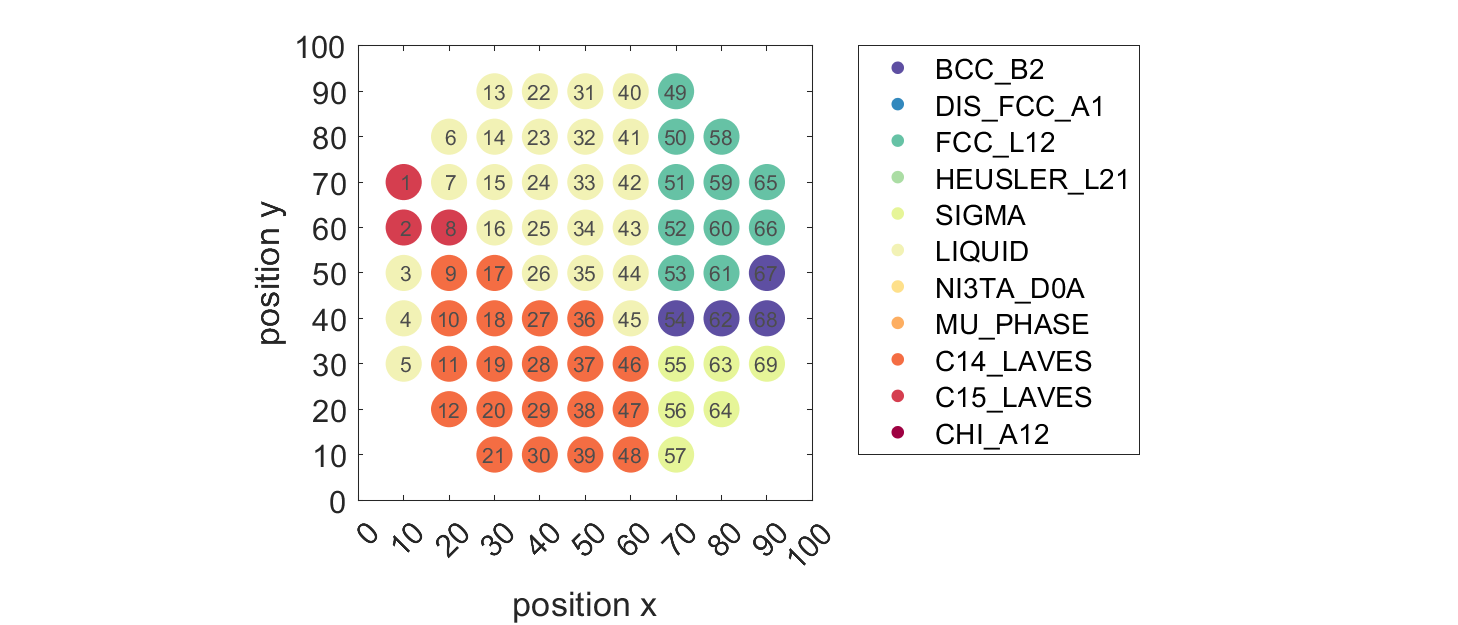 100
90
80
70
60
50
40
30
20
10
0
13 22 31 40 49
6 14 23 32 41 50 58
1 7 15 24 33 42 51 59 65
2 8 16 25 34 43 52 60 66
3 9 17 26 35 44 53 61 67
4 10 18 27 36 45 54 62 68
5 11 19 28 37 46 55 63 69
12 20 29 38 47 56 64
21 30 39 48 57
0 10 20 30 40 50 60 70 80 90 100
position x
position y
BCC_B2
DIS_FCC_A1
FCC_L12
HEUSLER_L21
SIGMA
LIQUID
NI3TA_D0A
MU_PHASE
C14_LAVES
C15_LAVES
CHI_A12